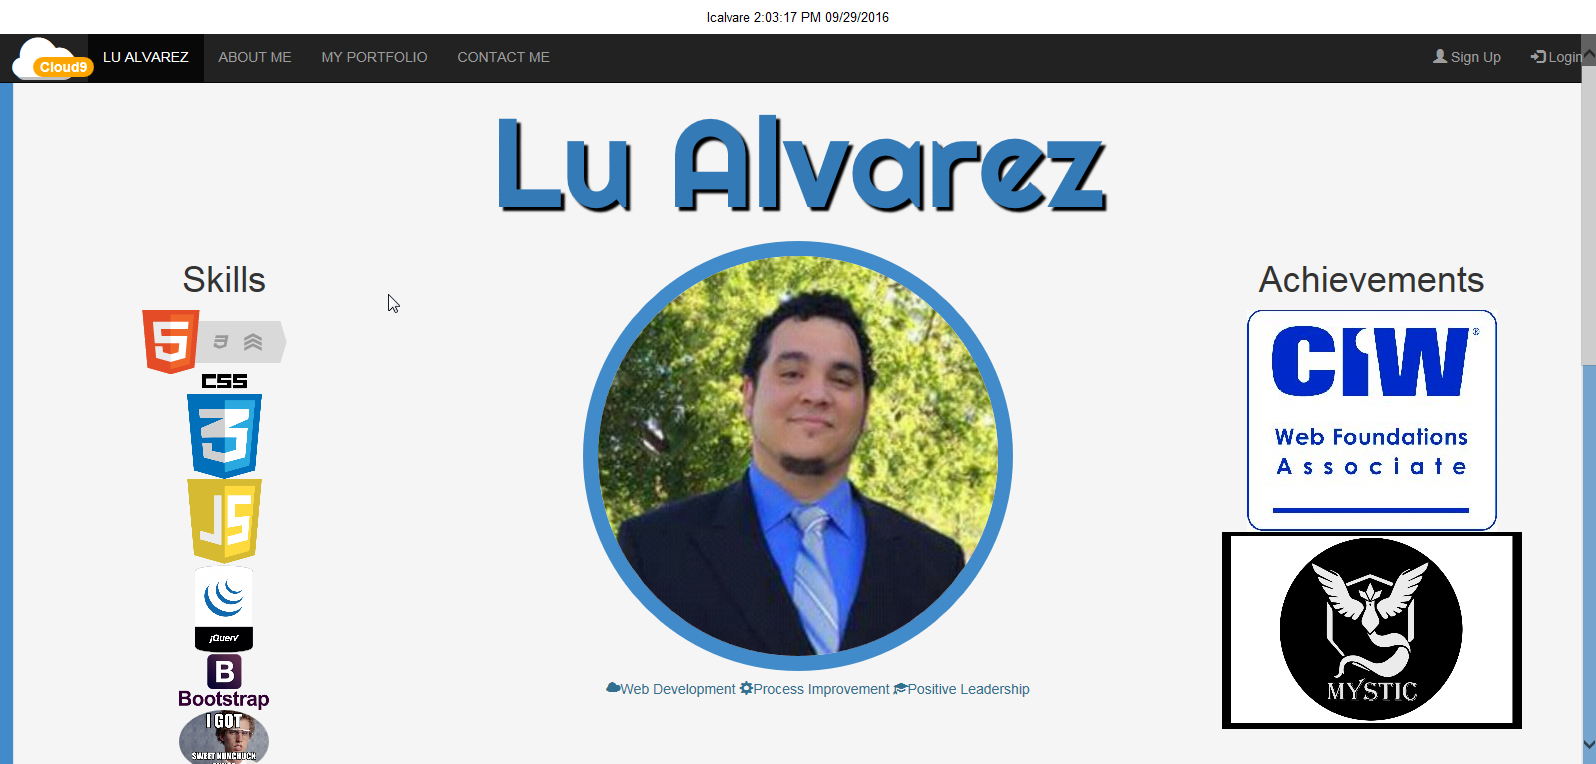 lcalvare 2:03:17 PM 09/29/2016
Cloud9 LU ALVAREZ ABOUT ME MY PORTFOLIO CONTACT ME Sign Up Login
Lu Alvarez
Skills
5
3
CSS
3
JS
jQuery
B
Bootstrap
I GOT
SWEET NUNCHUCK
Web Development Process Improvement Positive Leadership
Achievements
CIW®
Web Foundations
Associate
MYSTIC